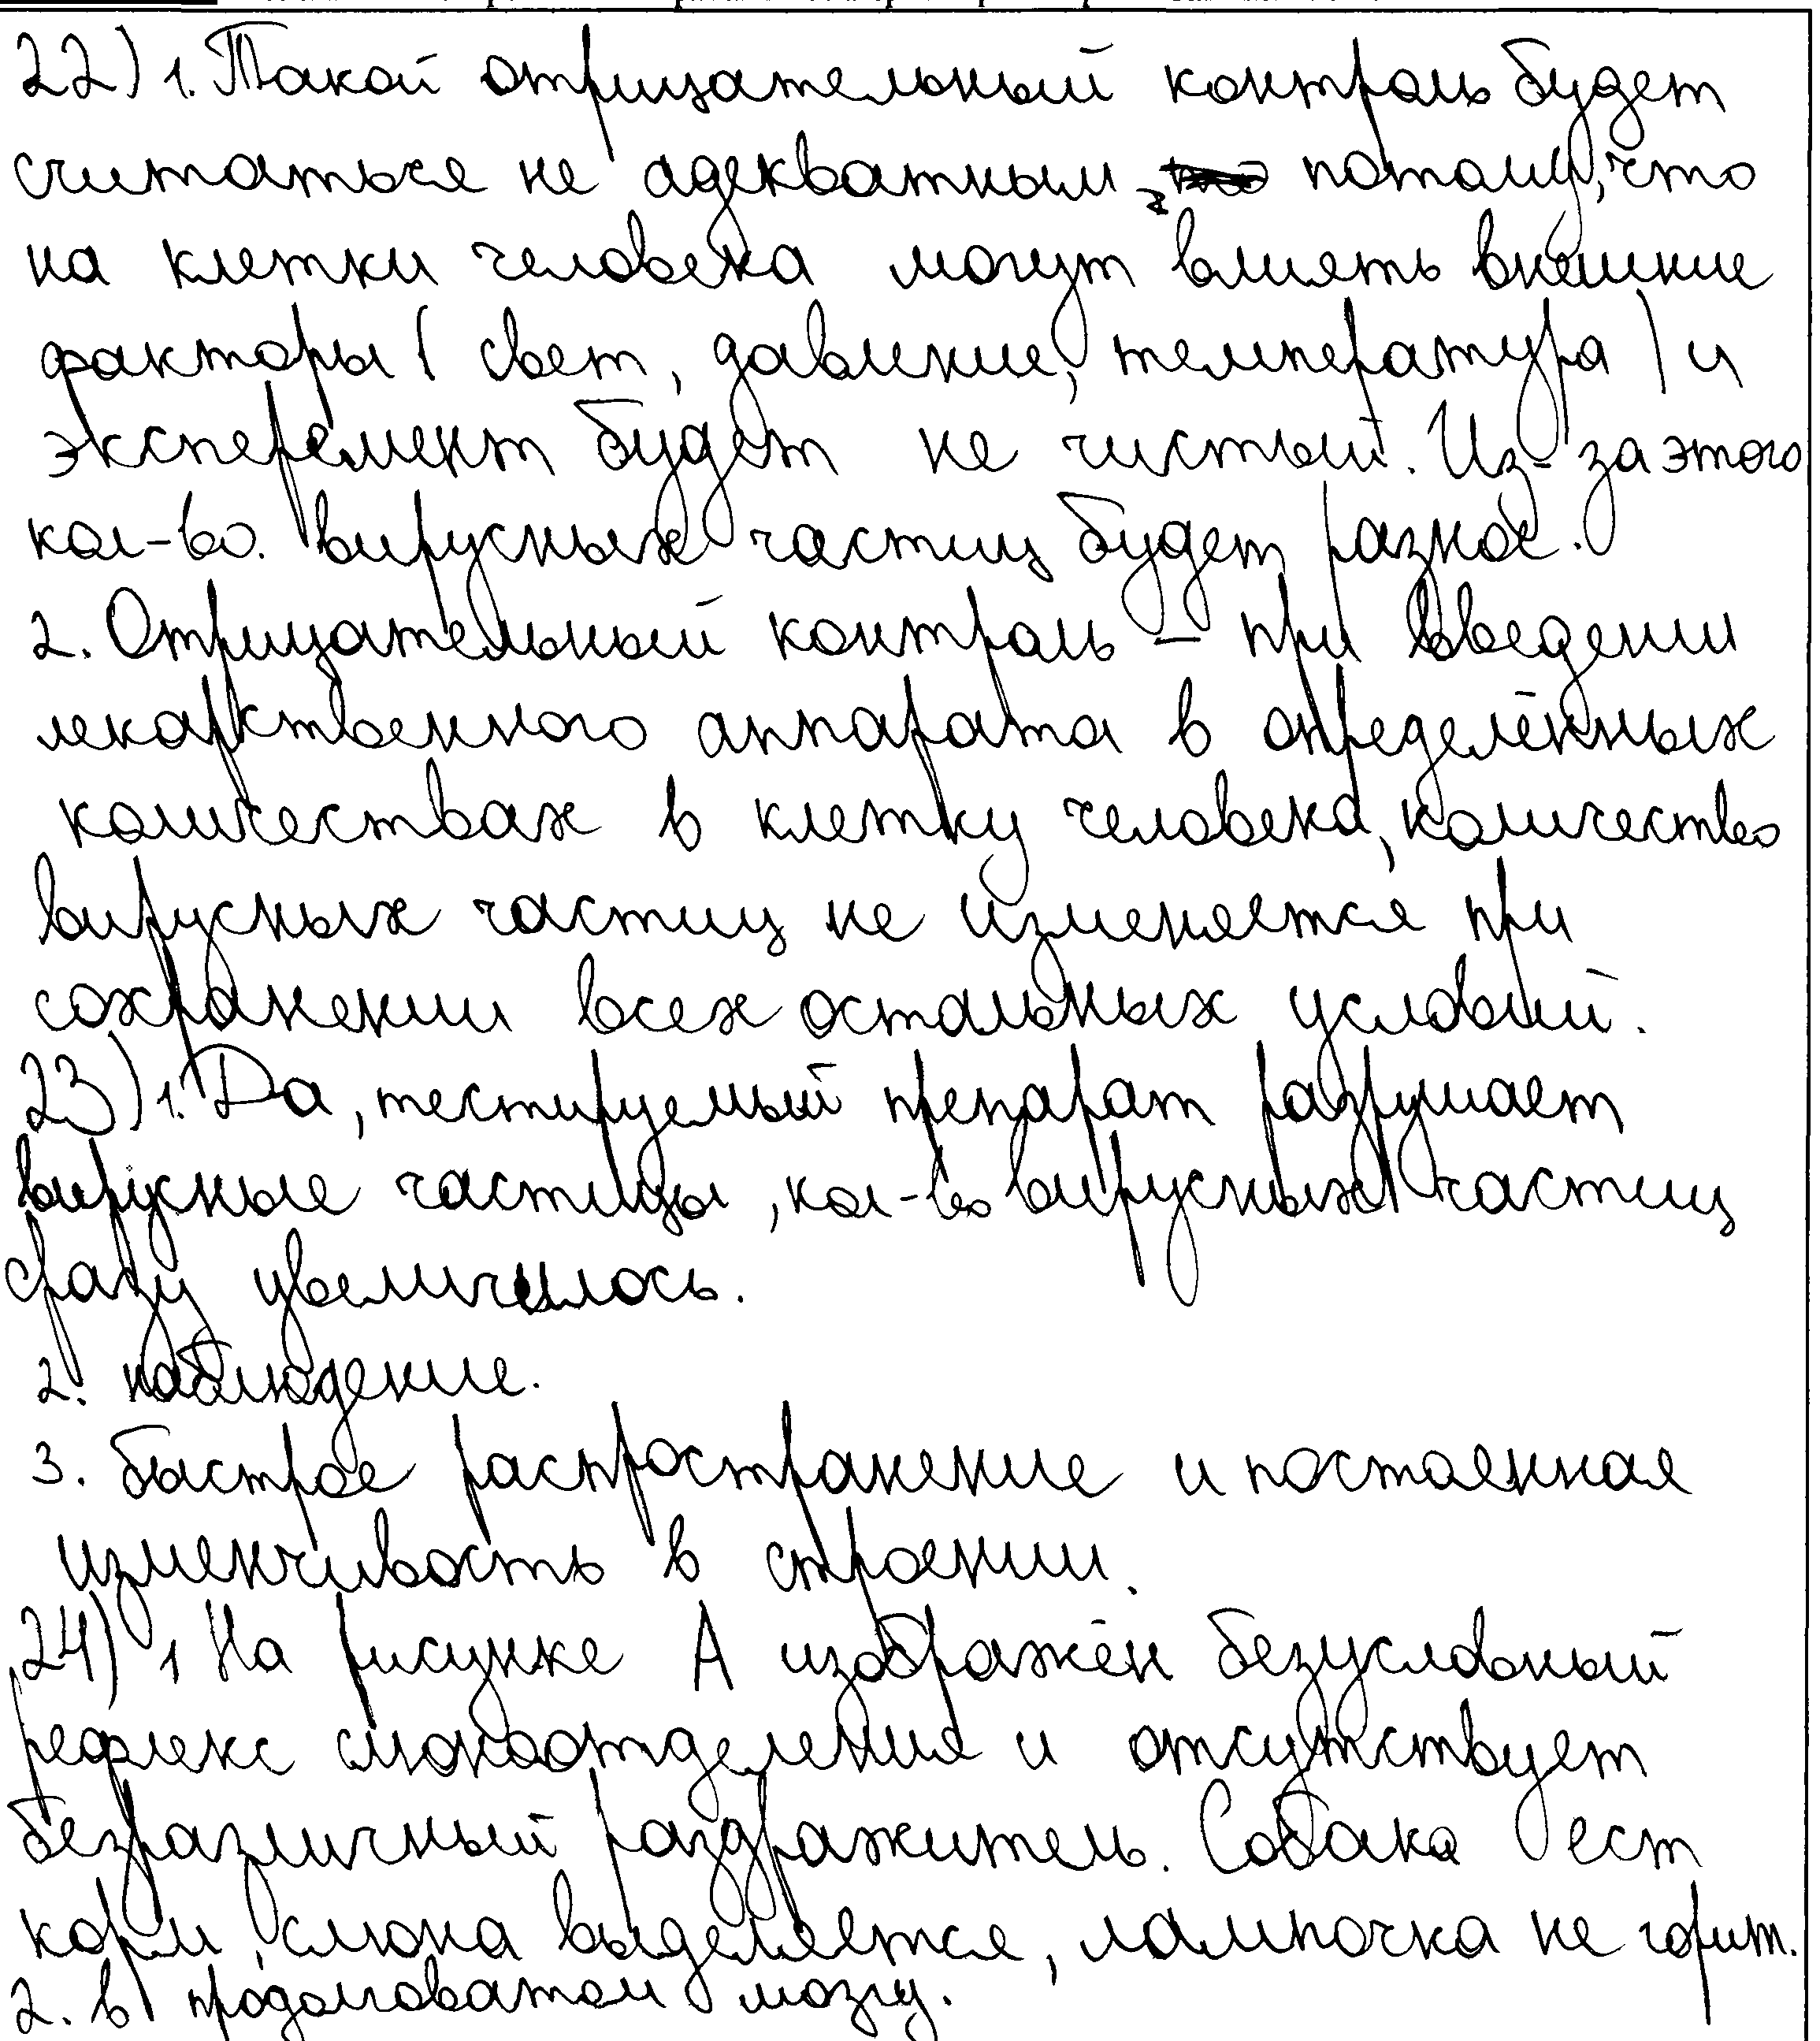 22) 1. Такой отрицательный контроль будет
считаться не адекватным, потому, что
на клетки человека могут влиять внешние
факторы ( свет, давление, температура ) и
эксперемент будет не чистый. Из-за этого
кол-во. вирусных частиц будет разное.
2. Отрицательный контроль – при введении
лекарственного аппарата в определённых
количествах в клетку человека, количество
вирусных частиц не изменяется при
сохранении всех остальных условий.
23) 1. Да, тестируемый препарат разрушает
вирусные частицы, кол-во вирусных частиц
сразу увеличилось.
2. наблюдение.
3. быстрое распространение и постоянная
изменчивость в строении.
24) 1 На рисунке А изображён безусловный
рефлекс слюноотделения и отсутствует
безразличный раздражитель. Собака ест
корм, слюна выделяется, лампочка не горит.
2. в продолговатом мозгу.